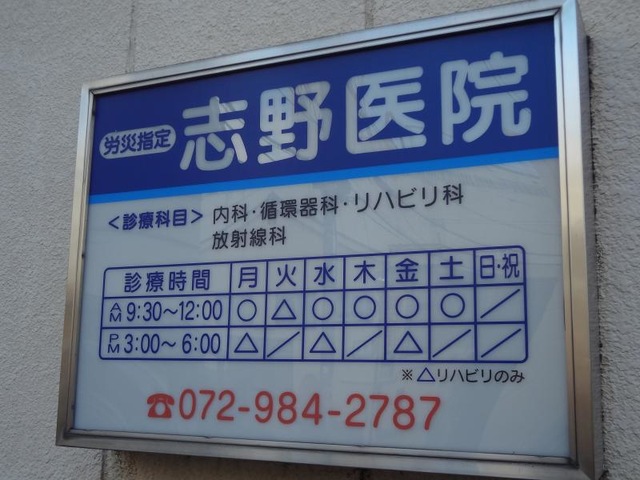 労災指定 志野医院
＜診療科目＞ 内科・循環器科・リハビリ科
放射線科
診療時間 月 火 水 木 金 土 日・祝
AM 9:30～12:00 ○ △ ○ ○ ○ ○ ／
PM 3:00～6:00 △ ／ △ ／ △ ／ ／
※△リハビリのみ
☎072-984-2787